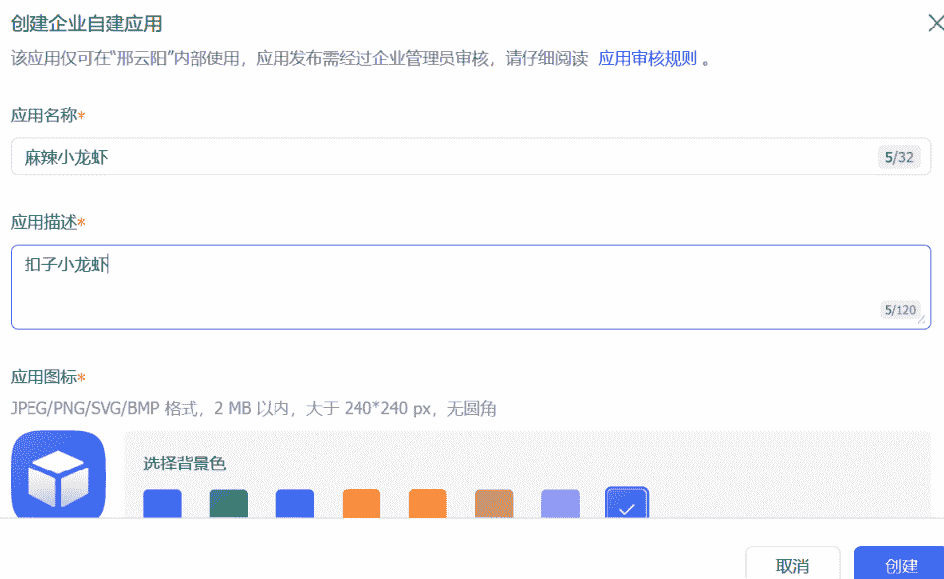 创建企业自建应用
该应用仅可在“邢云阳”内部使用，应用发布需经过企业管理员审核，请仔细阅读 应用审核规则 。
应用名称*
麻辣小龙虾
5/32
应用描述*
扣子小龙虾
5/120
应用图标*
JPEG/PNG/SVG/BMP 格式，2 MB 以内，大于 240*240 px，无圆角
选择背景色
取消
创建